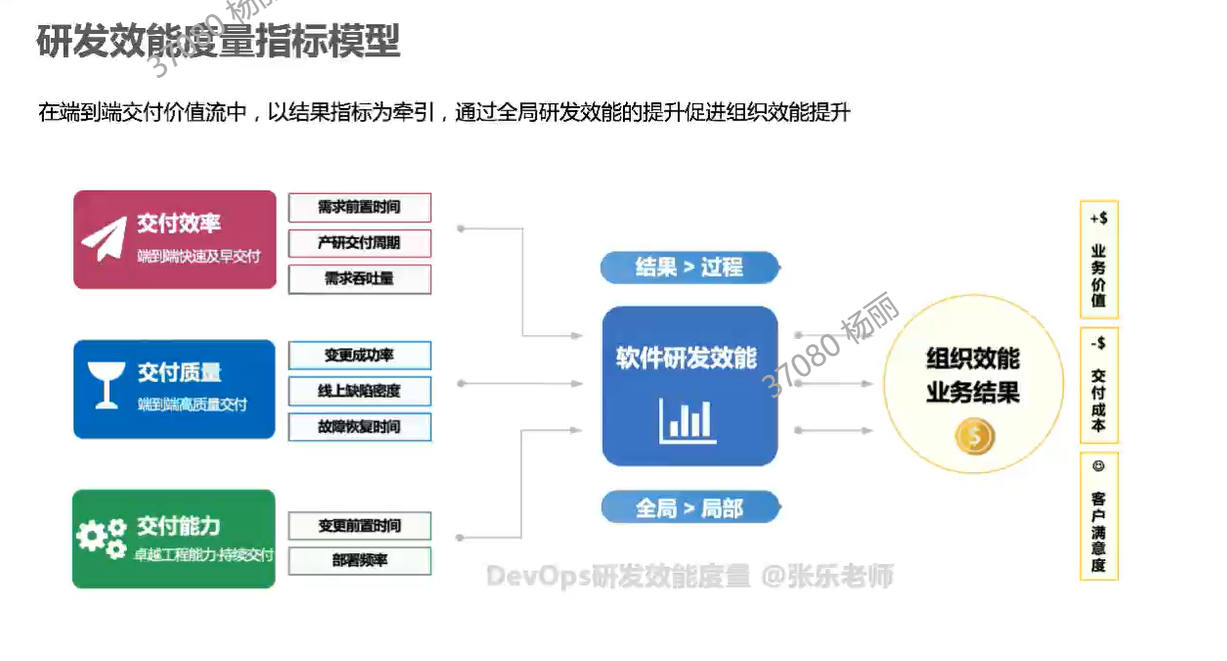 研发效能度量指标模型
37080 杨丽
在端到端交付价值流中，以结果指标为牵引，通过全局研发效能的提升促进组织效能提升
交付效率
端到端快速及早交付
需求前置时间
产研交付周期
需求吞吐量
交付质量
端到端高质量交付
变更成功率
线上缺陷密度
故障恢复时间
交付能力
卓越工程能力-持续交付
变更前置时间
部署频率
结果 > 过程
软件研发效能
全局 > 局部
37080 杨丽
组织效能
业务结果
$
+$
业务价值
-$
交付成本
☺
客户满意度
DevOps研发效能度量 @张乐老师